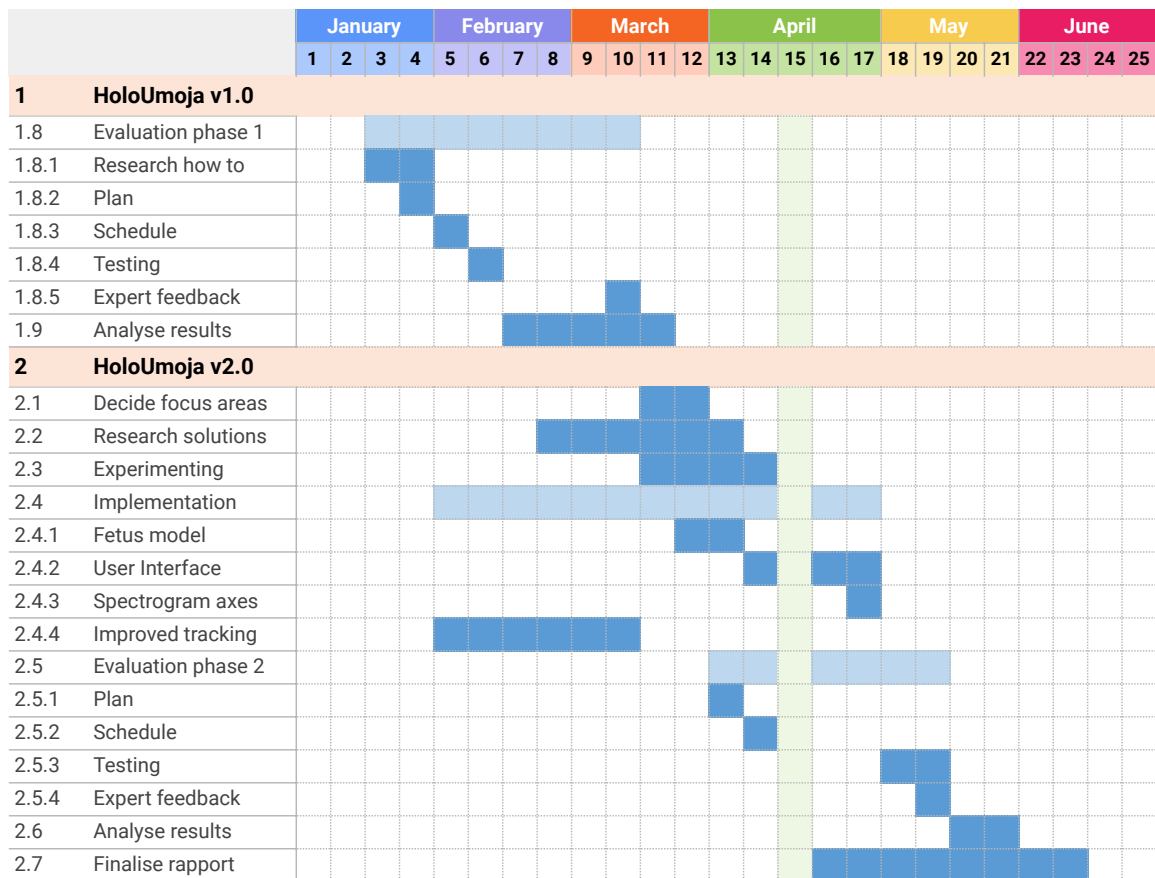 January February March April May June
1 2 3 4 5 6 7 8 9 10 11 12 13 14 15 16 17 18 19 20 21 22 23 24 25
1 HoloUmoja v1.0
1.8 Evaluation phase 1
1.8.1 Research how to
1.8.2 Plan
1.8.3 Schedule
1.8.4 Testing
1.8.5 Expert feedback
1.9 Analyse results
2 HoloUmoja v2.0
2.1 Decide focus areas
2.2 Research solutions
2.3 Experimenting
2.4 Implementation
2.4.1 Fetus model
2.4.2 User Interface
2.4.3 Spectrogram axes
2.4.4 Improved tracking
2.5 Evaluation phase 2
2.5.1 Plan
2.5.2 Schedule
2.5.3 Testing
2.5.4 Expert feedback
2.6 Analyse results
2.7 Finalise rapport